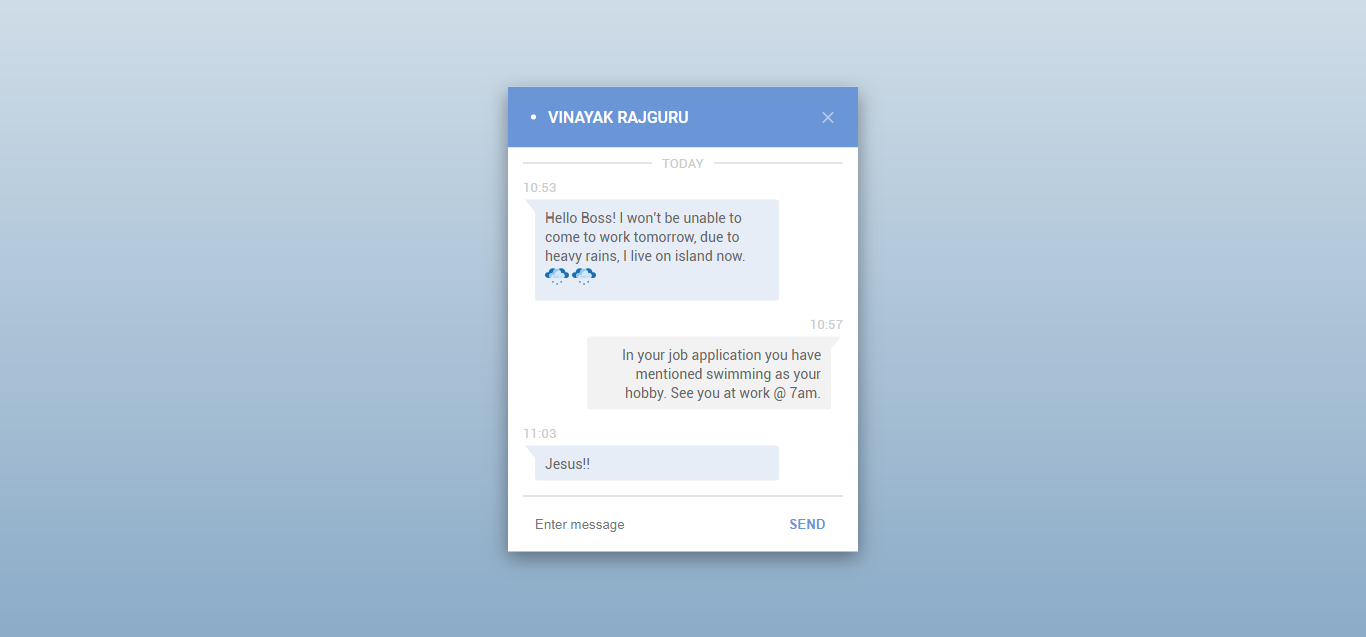 VINAYAK RAJGURU
TODAY
10:53
Hello Boss! I won't be unable to
come to work tomorrow, due to
heavy rains, I live on island now.
10:57
In your job application you have
mentioned swimming as your
hobby. See you at work @ 7am.
11:03
Jesus!!
Enter message
SEND